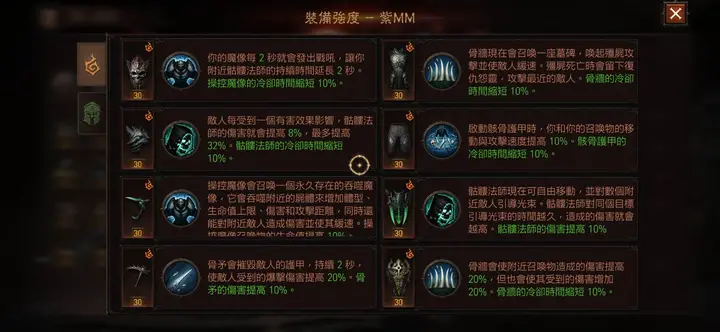 裝備強度 – 紫MM
你的魔像每 2 秒就會發出戰吼，讓你
附近骷髏法師的持續時間延長 2 秒。
操控魔像的冷卻時間縮短 10%。
30
骨牆現在會召喚一座墓碑，喚起殭屍攻
擊並使敵人緩速。殭屍死亡時會留下復
仇怨靈，攻擊最近的敵人。骨牆的冷卻
時間縮短 10%。
30
敵人每受到一個有害效果影響，骷髏法
師的傷害就會提高 8%，最多提高
32%。骷髏法師的冷卻時間縮短
10%。
30
啟動骸骨護甲時，你和你的召喚物的移
動與攻擊速度提高 10%。骸骨護甲的
冷卻時間縮短 10%。
30
操控魔像會召喚一個永久存在的吞噬魔
像，它會吞噬附近的屍體來增加體型、
生命值上限、傷害和攻擊距離，同時還
能對附近敵人造成傷害並使其緩速。操
控魔像召喚物的生命值提高 10%。
30
骷髏法師現在可自由移動，並對數個附
近敵人引導光束。骷髏法師對同個目標
引導光束的時間越久，造成的傷害就會
越高。骷髏法師的傷害提高 10%
30
骨矛會摧毀敵人的護甲，持續 2 秒，
使敵人受到的爆擊傷害提高 20%。骨
矛的傷害提高 10%。
30
骨牆會使附近召喚物造成的傷害提高
20%，但也會使其受到的傷害增加
20%。骨牆的冷卻時間縮短 10%。
30